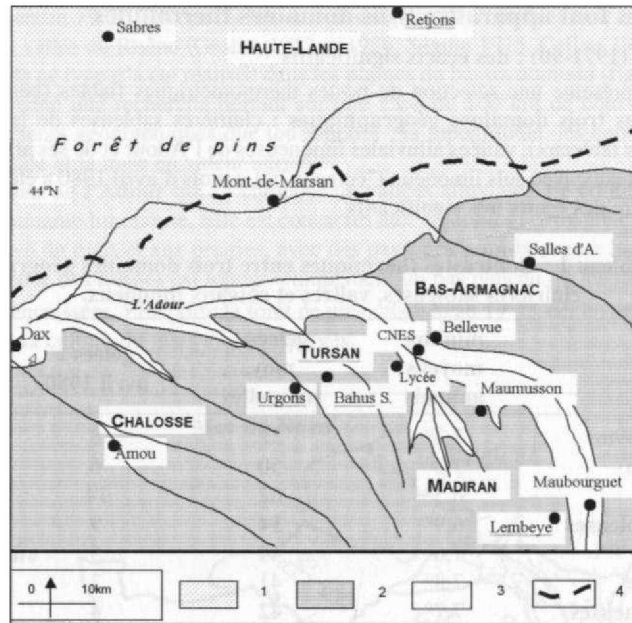 Sabres
Retjons
HAUTE-LANDE
Forêt de pins
44°N
Mont-de-Marsan
Salles d'A.
BAS-ARMAGNAC
L'Adour
Dax
CNES
Bellevue
TURSAN
Lycée
Urgons
Bahus S.
Maumusson
CHALOSSE
Amou
MADIRAN
Maubourguet
Lembeye
0 10km 1 2 3 4